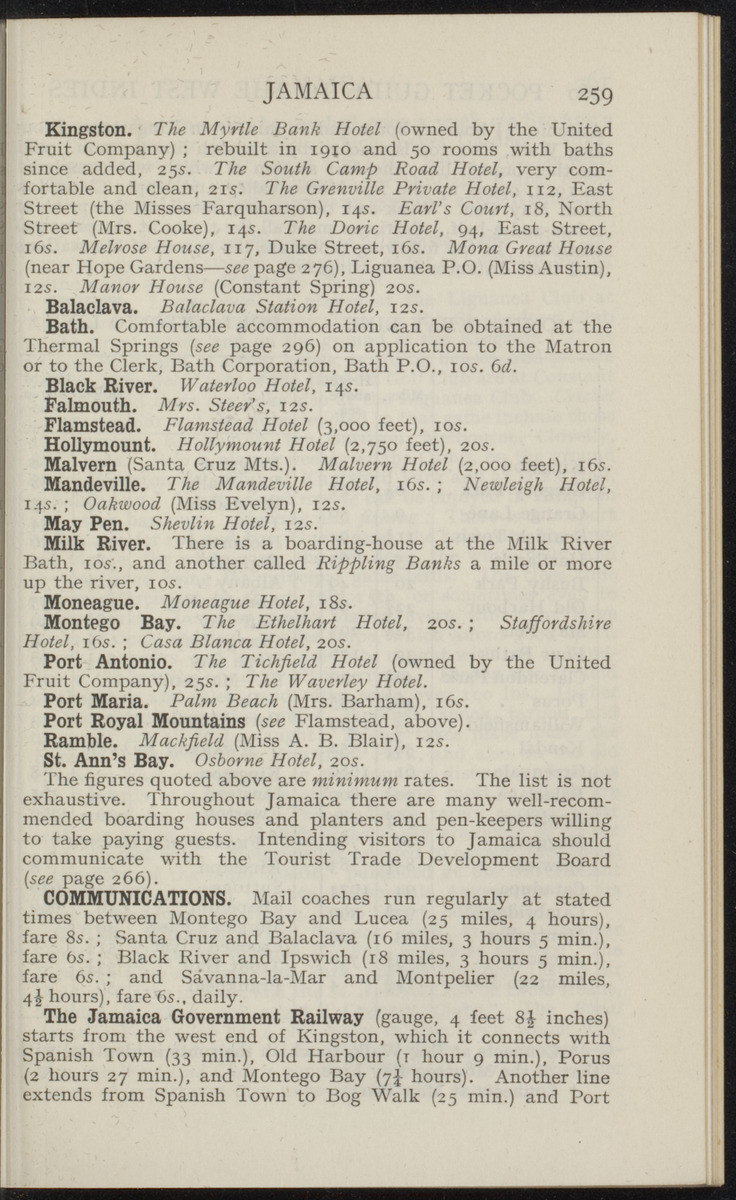 JAMAICA 259
Kingston. The Myrtle Bank Hotel (owned by the United
Fruit Company) ; rebuilt in 1910 and 50 rooms with baths
since added, 25s. The South Camp Road Hotel, very com-
fortable and clean, 21s. The Grenville Private Hotel, 112, East
Street (the Misses Farquharson), 14s. Earl's Court, 18, North
Street (Mrs. Cooke), 14s. The Doric Hotel, 94, East Street,
16s. Melrose House, 117, Duke Street, 16s. Mona Great House
(near Hope Gardens—see page 276), Liguanea P.O. (Miss Austin),
12s. Manor House (Constant Spring) 20s.
Balaclava. Balaclava Station Hotel, 12s.
Bath. Comfortable accommodation can be obtained at the
Thermal Springs (see page 296) on application to the Matron
or to the Clerk, Bath Corporation, Bath P.O., 10s. 6d.
Black River. Waterloo Hotel, 14s.
Falmouth. Mrs. Steer's, 12s.
Flamstead. Flamstead Hotel (3,000 feet), 10s.
Hollymount. Hollymount Hotel (2,750 feet), 20s.
Malvern (Santa Cruz Mts.). Malvern Hotel (2,000 feet), 16s.
Mandeville. The Mandeville Hotel, 16s. ; Newleigh Hotel,
14s. ; Oakwood (Miss Evelyn), 12s.
May Pen. Shevlin Hotel, 12s.
Milk River. There is a boarding-house at the Milk River
Bath, 10s., and another called Rippling Banks a mile or more
up the river, 10s.
Moneague. Moneague Hotel, 18s.
Montego Bay. The Ethelhart Hotel, 20s. ; Staffordshire
Hotel, 16s. ; Casa Blanca Hotel, 20s.
Port Antonio. The Tichfield Hotel (owned by the United
Fruit Company), 25s. ; The Waverley Hotel.
Port Maria. Palm Beach (Mrs. Barham), 16s.
Port Royal Mountains (see Flamstead, above).
Ramble. Mackfield (Miss A. B. Blair), 12s.
St. Ann's Bay. Osborne Hotel, 20s.
The figures quoted above are minimum rates. The list is not
exhaustive. Throughout Jamaica there are many well-recom-
mended boarding houses and planters and pen-keepers willing
to take paying guests. Intending visitors to Jamaica should
communicate with the Tourist Trade Development Board
(see page 266).
COMMUNICATIONS. Mail coaches run regularly at stated
times between Montego Bay and Lucea (25 miles, 4 hours),
fare 8s. ; Santa Cruz and Balaclava (16 miles, 3 hours 5 min.),
fare 6s. ; Black River and Ipswich (18 miles, 3 hours 5 min.),
fare 6s. ; and Savanna-la-Mar and Montpelier (22 miles,
4½ hours), fare 6s., daily.
The Jamaica Government Railway (gauge, 4 feet 8½ inches)
starts from the west end of Kingston, which it connects with
Spanish Town (33 min.), Old Harbour (1 hour 9 min.), Porus
(2 hours 27 min.), and Montego Bay (7¼ hours). Another line
extends from Spanish Town to Bog Walk (25 min.) and Port